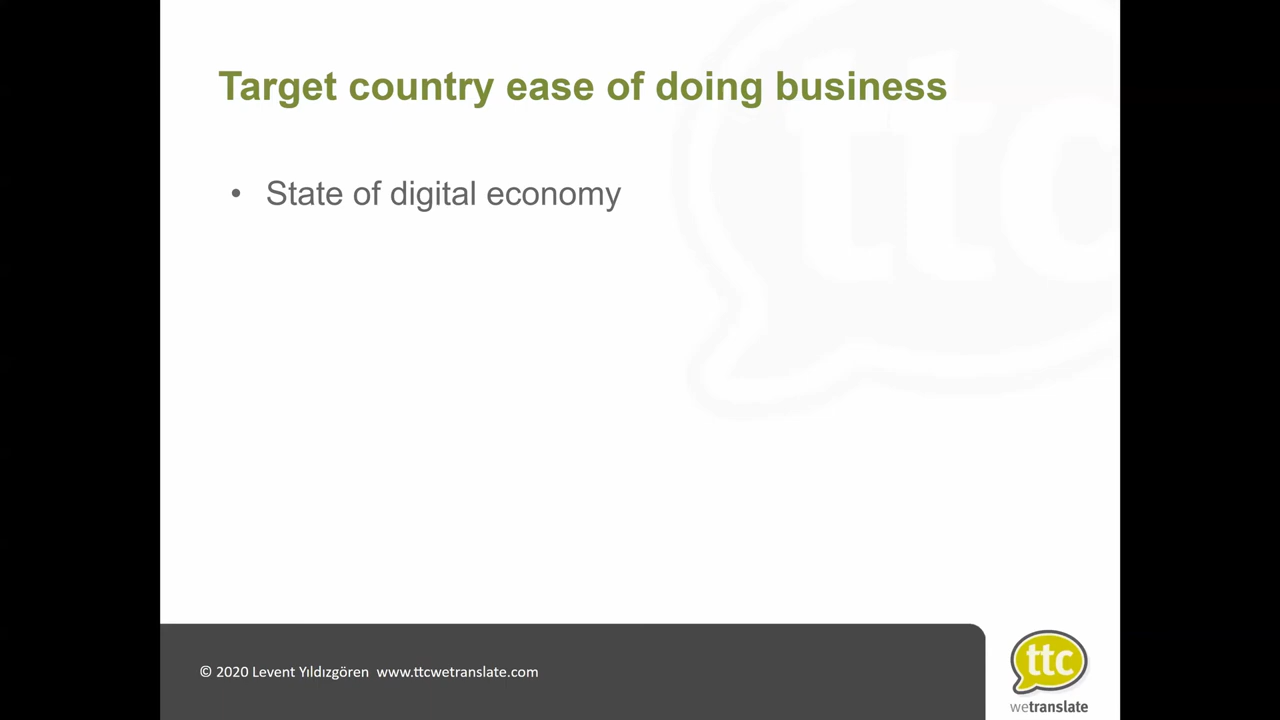 Target country ease of doing business
• State of digital economy
© 2020 Levent Yıldızgören www.ttcwetranslate.com
ttc
wetranslate